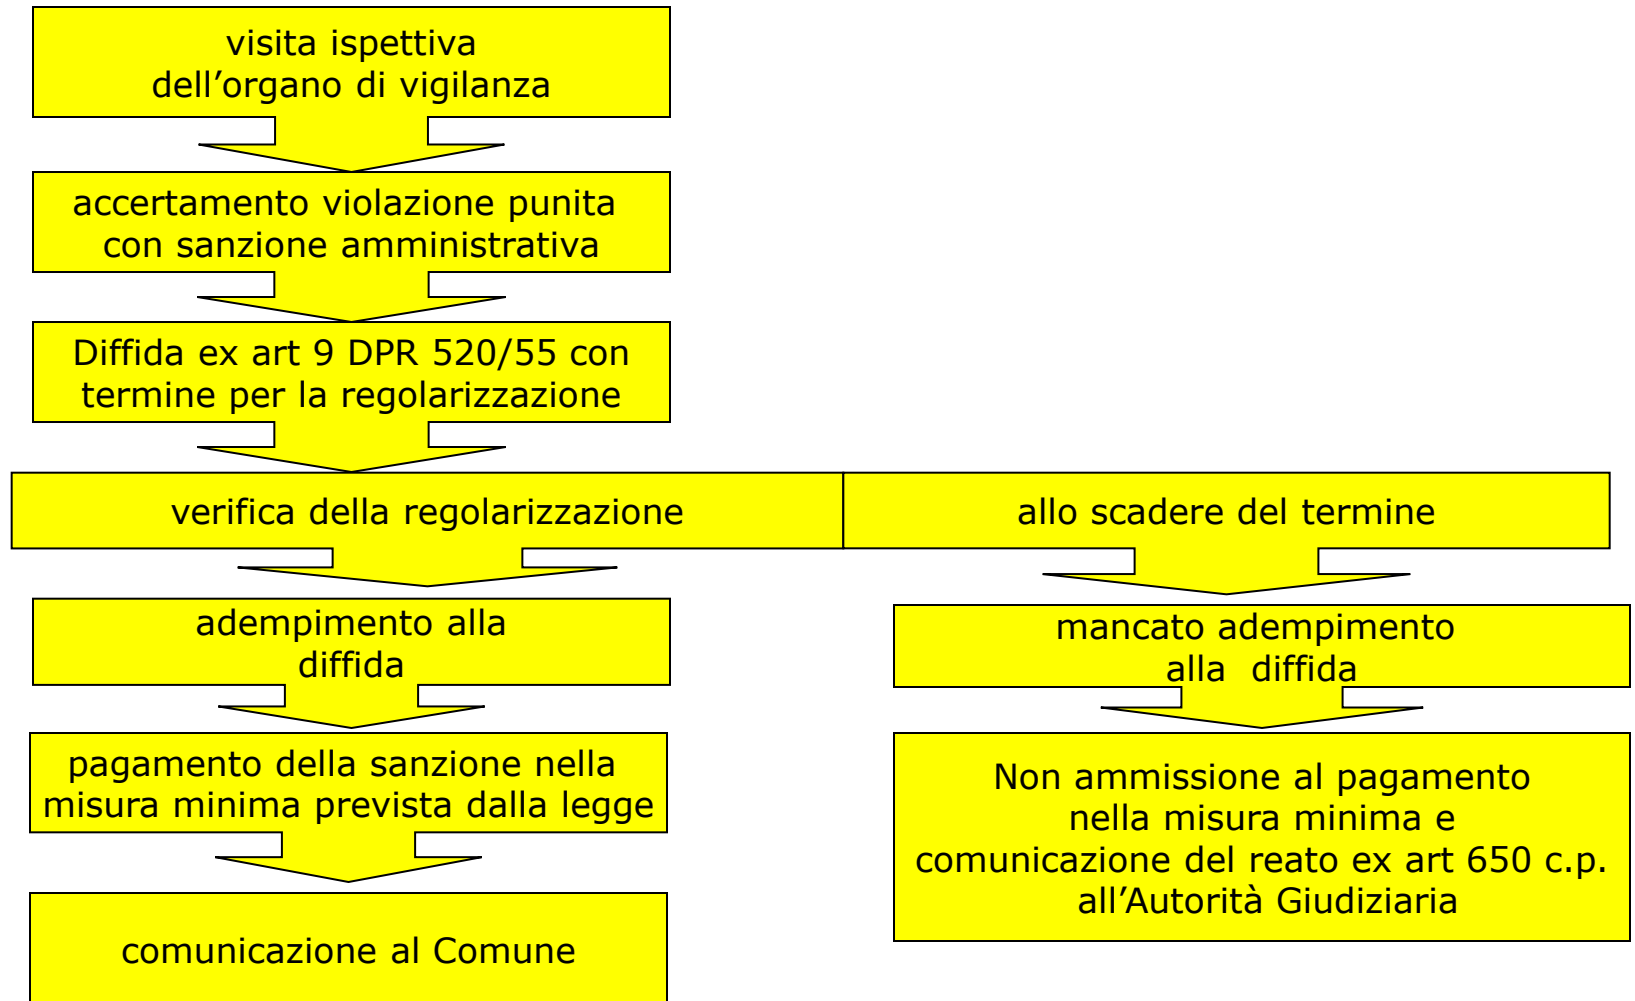 visita ispettiva
dell’organo di vigilanza
accertamento violazione punita
con sanzione amministrativa
Diffida ex art 9 DPR 520/55 con
termine per la regolarizzazione
verifica della regolarizzazione
allo scadere del termine
adempimento alla
diffida
mancato adempimento
alla diffida
pagamento della sanzione nella
misura minima prevista dalla legge
Non ammissione al pagamento
nella misura minima e
comunicazione del reato ex art 650 c.p.
all’Autorità Giudiziaria
comunicazione al Comune